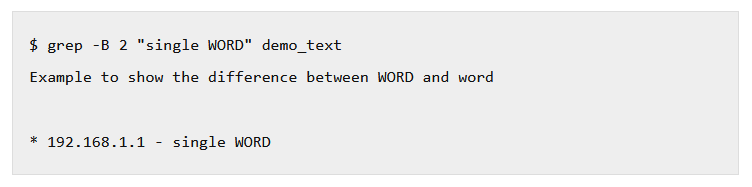 $ grep -B 2 "single WORD" demo_text
Example to show the difference between WORD and word
* 192.168.1.1 - single WORD